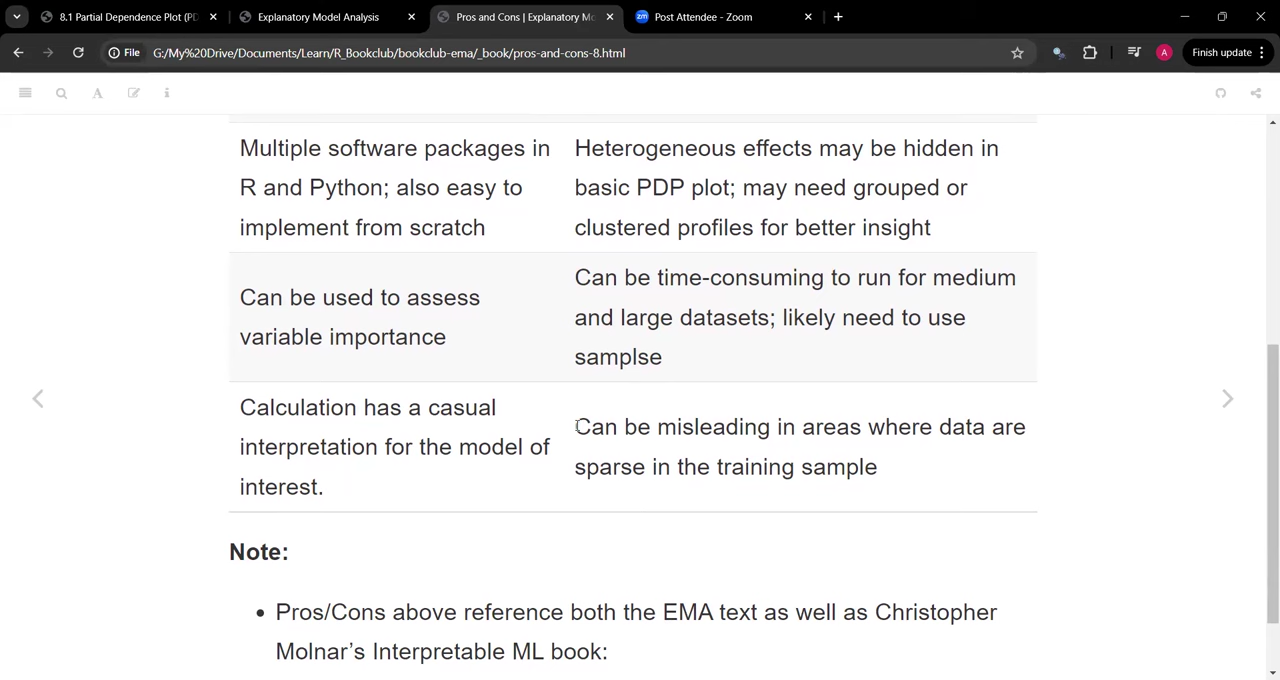 8.1 Partial Dependence Plot (PD
Explanatory Model Analysis
Pros and Cons | Explanatory Mo
zm Post Attendee - Zoom
File G:/My%20Drive/Documents/Learn/R_Bookclub/bookclub-ema/_book/pros-and-cons-8.html
A
Finish update
A
i
Multiple software packages in
R and Python; also easy to
implement from scratch
Heterogeneous effects may be hidden in
basic PDP plot; may need grouped or
clustered profiles for better insight
Can be used to assess
variable importance
Can be time-consuming to run for medium
and large datasets; likely need to use
samplse
Calculation has a casual
interpretation for the model of
interest.
Can be misleading in areas where data are
sparse in the training sample
Note:
• Pros/Cons above reference both the EMA text as well as Christopher
Molnar’s Interpretable ML book: